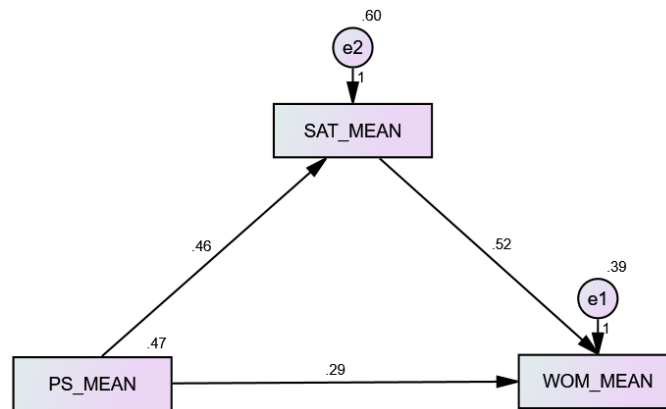 .60
e2
1
SAT_MEAN
.46
.52
.39
e1
1
.47
PS_MEAN
.29
WOM_MEAN